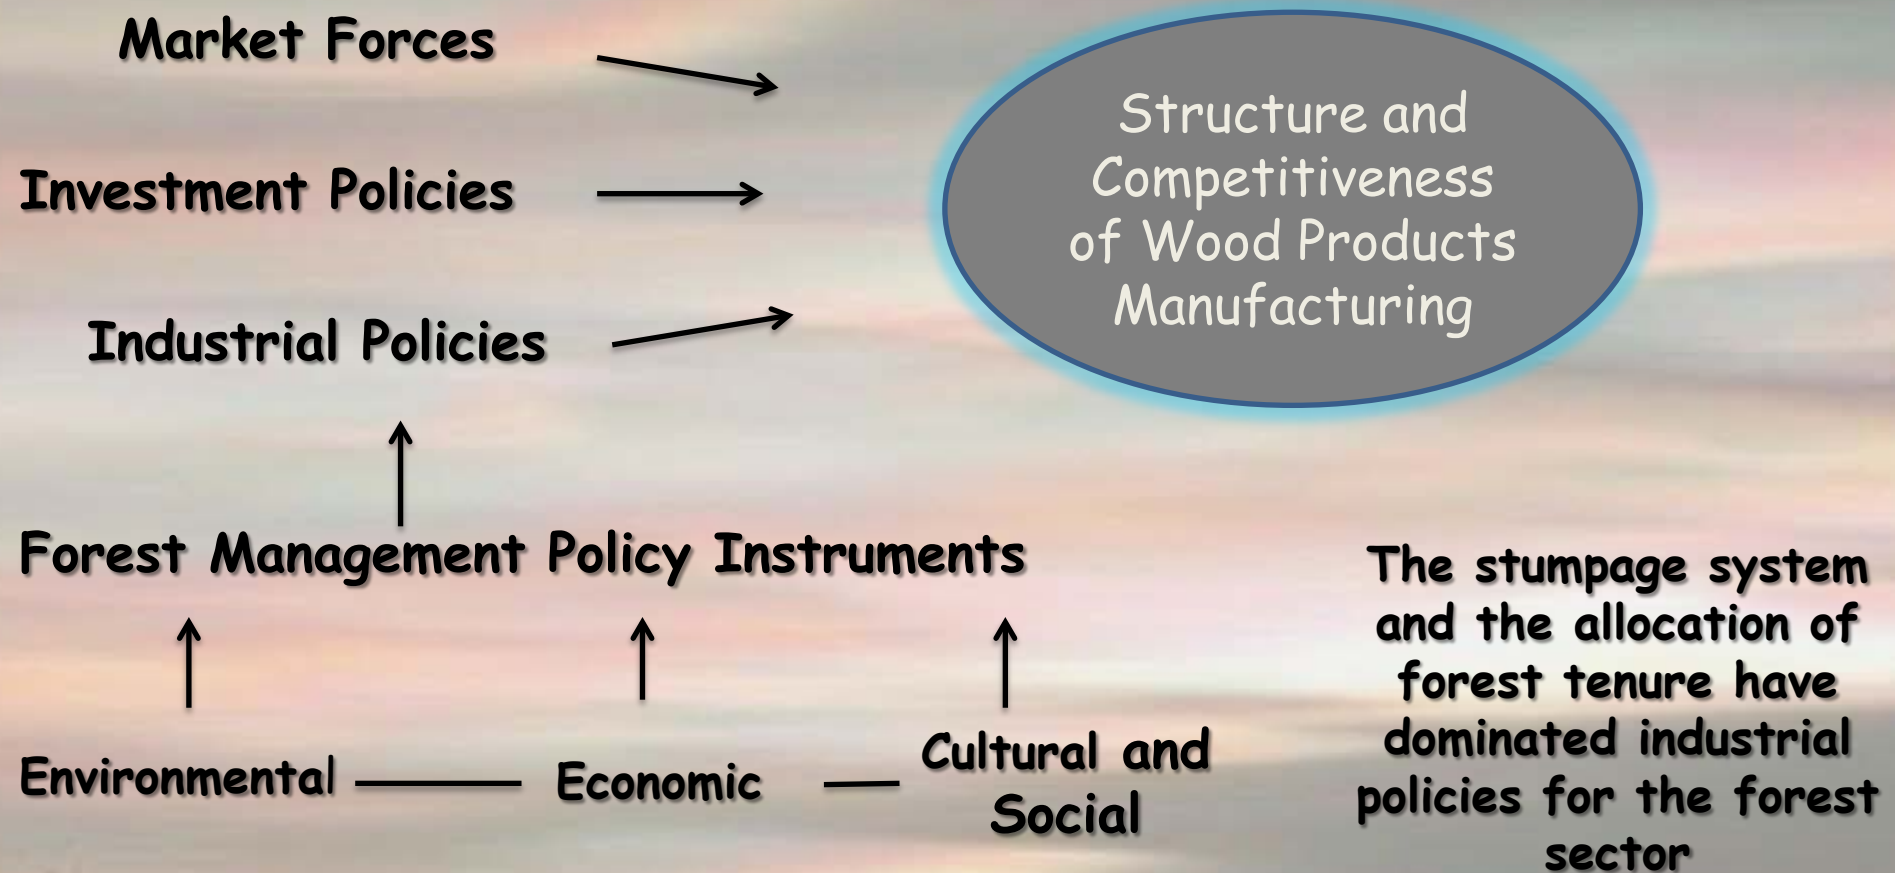 Market Forces
Investment Policies
Industrial Policies
Structure and
Competitiveness
of Wood Products
Manufacturing
Forest Management Policy Instruments
Environmental
Economic
Cultural and
Social
The stumpage system
and the allocation of
forest tenure have
dominated industrial
policies for the forest
sector